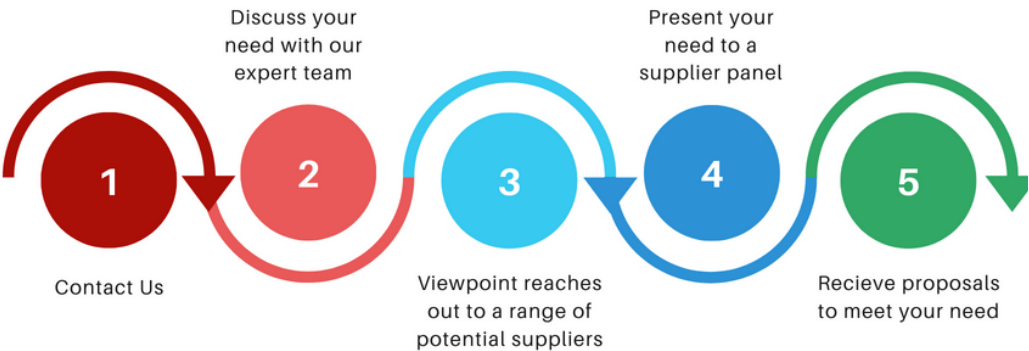 1
Contact Us
Discuss your
need with our
expert team
2
3
Viewpoint reaches
out to a range of
potential suppliers
Present your
need to a
supplier panel
4
5
Recieve proposals
to meet your need